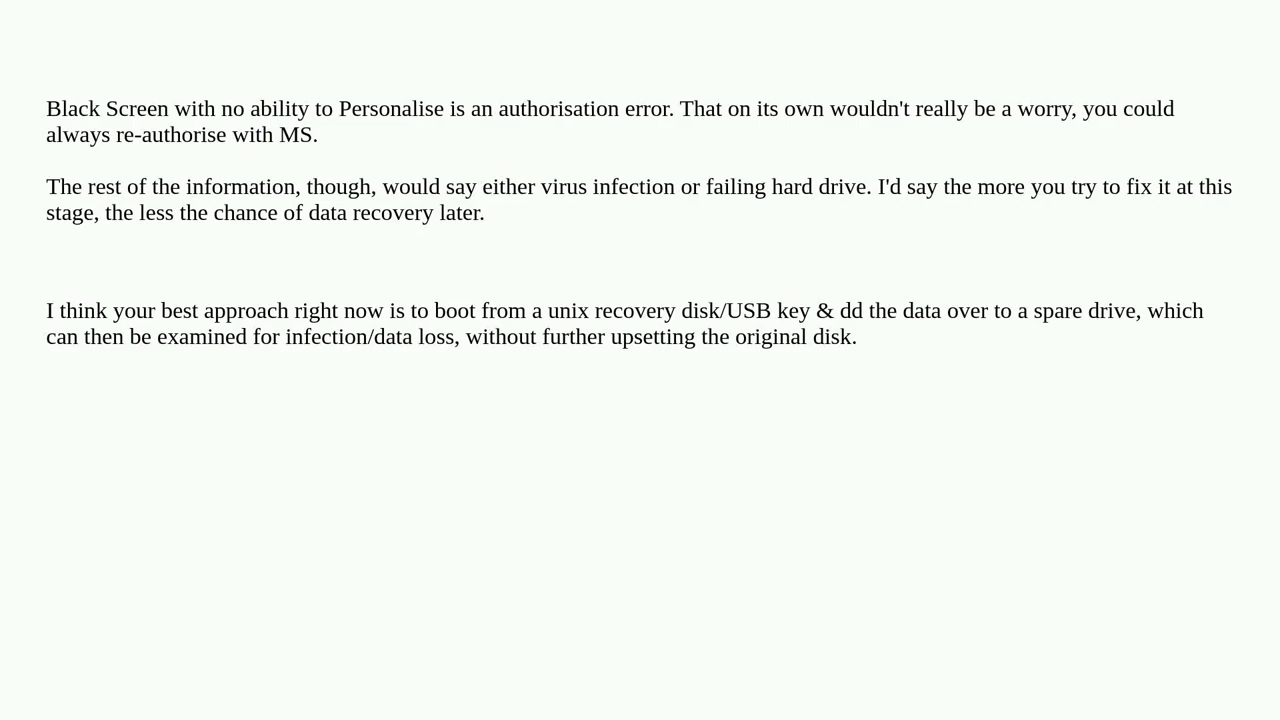 Black Screen with no ability to Personalise is an authorisation error. That on its own wouldn't really be a worry, you could
always re-authorise with MS.
The rest of the information, though, would say either virus infection or failing hard drive. I'd say the more you try to fix it at this
stage, the less the chance of data recovery later.
I think your best approach right now is to boot from a unix recovery disk/USB key & dd the data over to a spare drive, which
can then be examined for infection/data loss, without further upsetting the original disk.